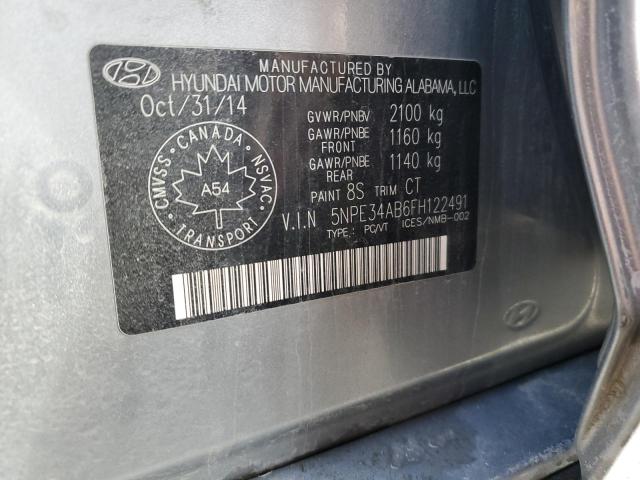 MANUFACTURED BY
HYUNDAI MOTOR MANUFACTURING ALABAMA, LLC
Oct/31/14
GVWR/PNBV 2100 kg
GAWR/PNBE FRONT 1160 kg
GAWR/PNBE REAR 1140 kg
CMVSS. CANADA NSVAC.
A54
TRANSPORT
PAINT 8S TRIM CT
V.I.N 5NPE34AB6FH122491
TYPE: PC/VT ICES/NMB-002